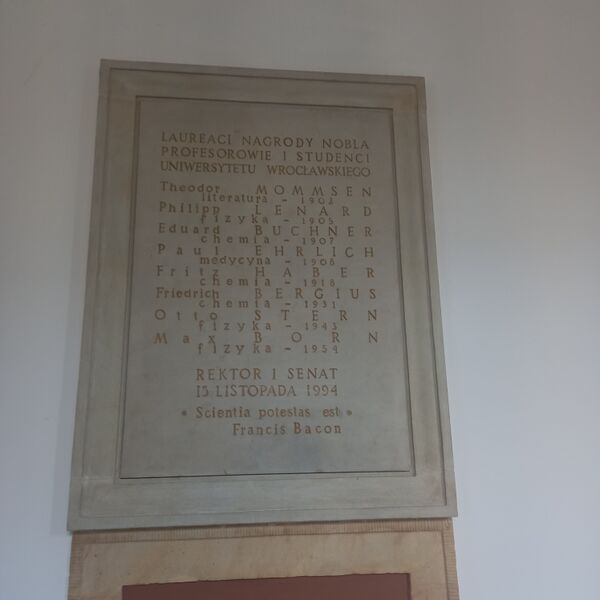 LAUREACI NAGRODY NOBLA
PROFESOROWIE I STUDENCI
UNIWERSYTETU WROCŁAWSKIEGO
Theodor MOMMSEN
literatura - 1902
Philipp LENARD
fizyka - 1905
Eduard BUCHNER
chemia - 1907
Paul EHRLICH
medycyna - 1908
Fritz HABER
chemia - 1918
Friedrich BERGIUS
chemia - 1931
Otto STERN
fizyka - 1943
Max BORN
fizyka - 1954
REKTOR I SENAT
15 LISTOPADA 1994
« Scientia potestas est »
Francis Bacon